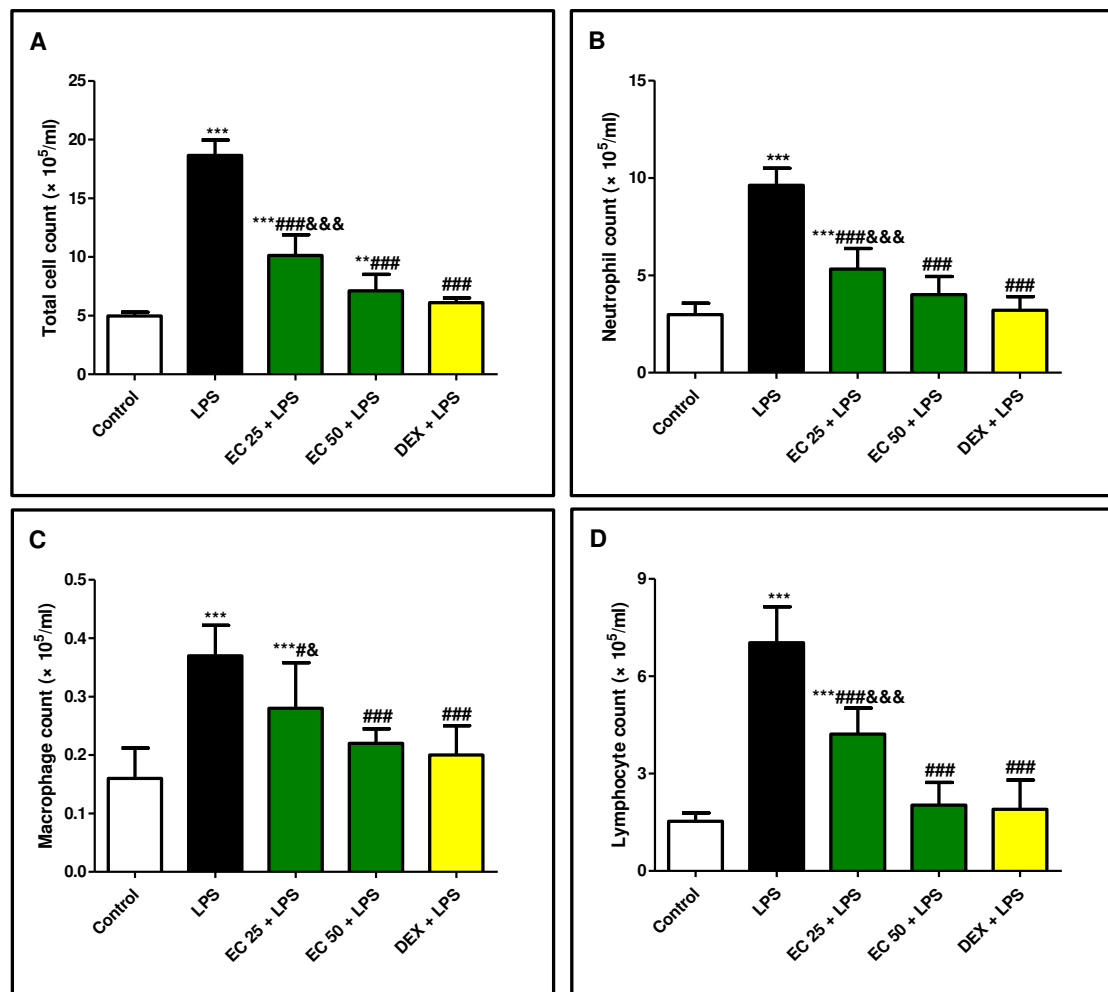 A
Total cell count (× 10⁵/ml)
25
20
15
10
5
0
***
***###&&&
**###
###
Control
LPS
EC 25 + LPS
EC 50 + LPS
DEX + LPS
B
Neutrophil count (× 10⁵/ml)
15
10
5
0
***
***###&&&
###
###
Control
LPS
EC 25 + LPS
EC 50 + LPS
DEX + LPS
C
Macrophage count (× 10⁵/ml)
0.5
0.4
0.3
0.2
0.1
0.0
***
***#&
###
###
Control
LPS
EC 25 + LPS
EC 50 + LPS
DEX + LPS
D
Lymphocyte count (× 10⁵/ml)
9
6
3
0
***
***###&&&
###
###
Control
LPS
EC 25 + LPS
EC 50 + LPS
DEX + LPS